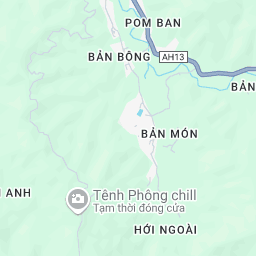 POM BAN
BẢN BÔNG
AH13
BẢN
BẢN MÓN
ANH
Tênh Phông chill
Tạm thời đóng cửa
HỚI NGOÀI